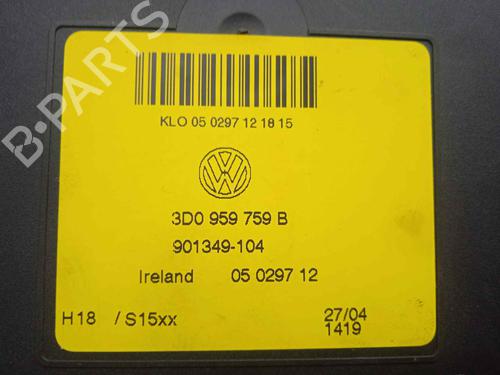 KLO 05 0297 12 18 15
3D0 959 759 B
901349-104
Ireland 05 0297 12
H18 /S15xx 27/04
1419
B-PARTS